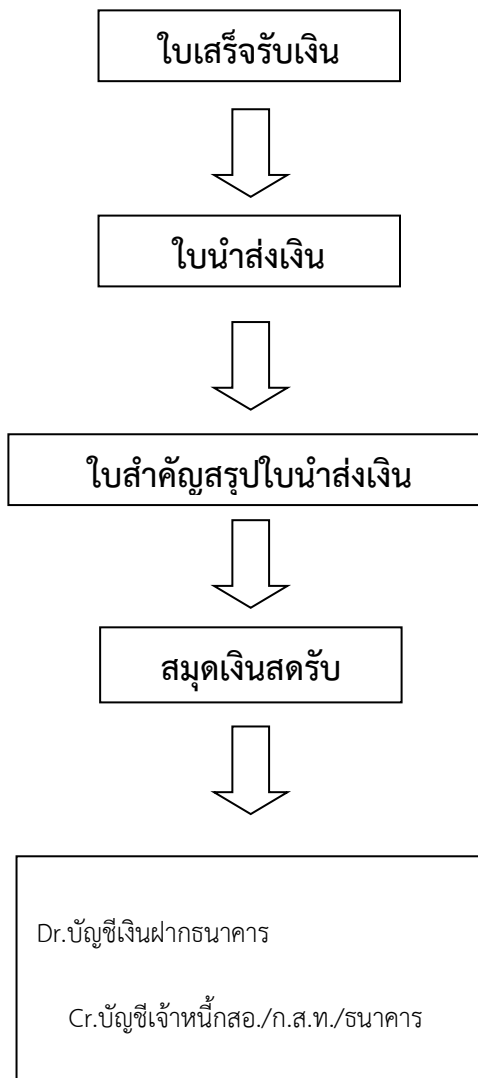 ใบเสร็จรับเงิน
ใบนำส่งเงิน
ใบสำคัญสรุปใบนำส่งเงิน
สมุดเงินสดรับ
Dr.บัญชีเงินฝากธนาคาร
Cr.บัญชีเจ้าหนี้กสอ./ก.ส.ท./ธนาคาร